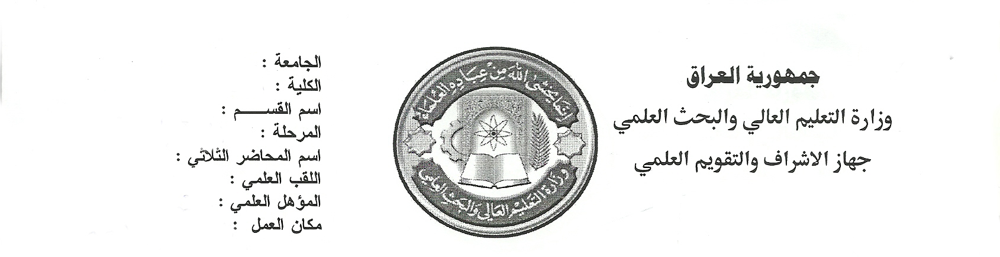 جمهورية العراق
وزارة التعليم العالي والبحث العلمي
جهاز الاشراف والتقويم العلمي
إنما يخشى الله من عباده العلماء
وزارة التعليم العالي والبحث العلمي
الجامعة :
الكلية :
اسم القســـــم :
المرحلة :
اسم المحاضر الثلاثي :
اللقب العلمي :
المؤهل العلمي :
مكان العمل :